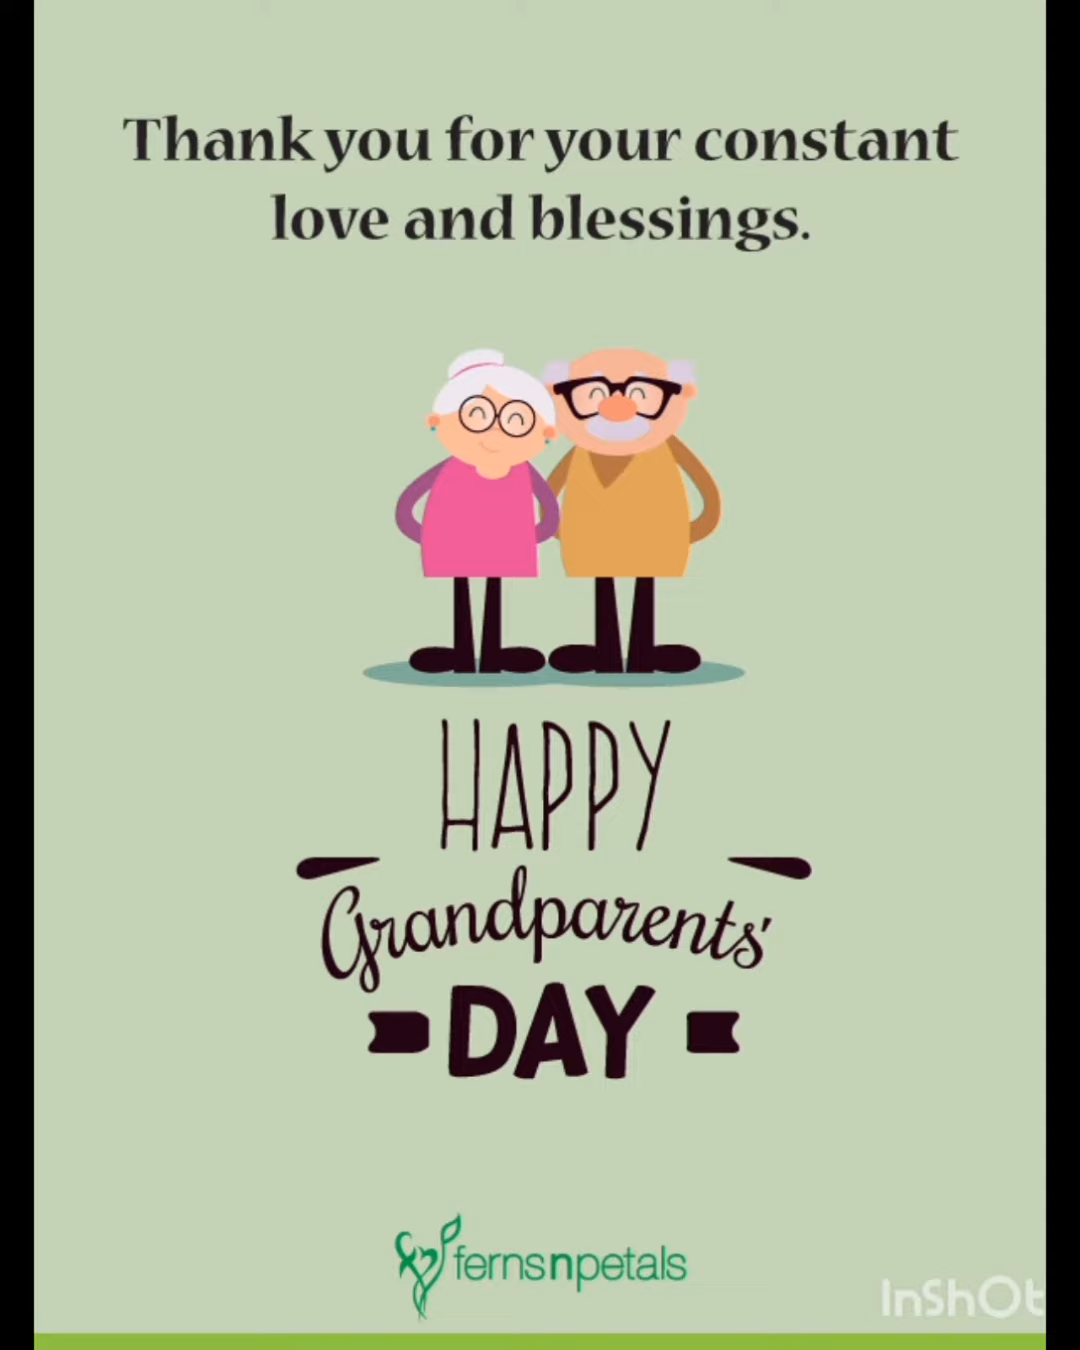 Thank you for your constant
love and blessings.
HAPPY
Grandparents'
DAY
fernsnpetals
InShOt